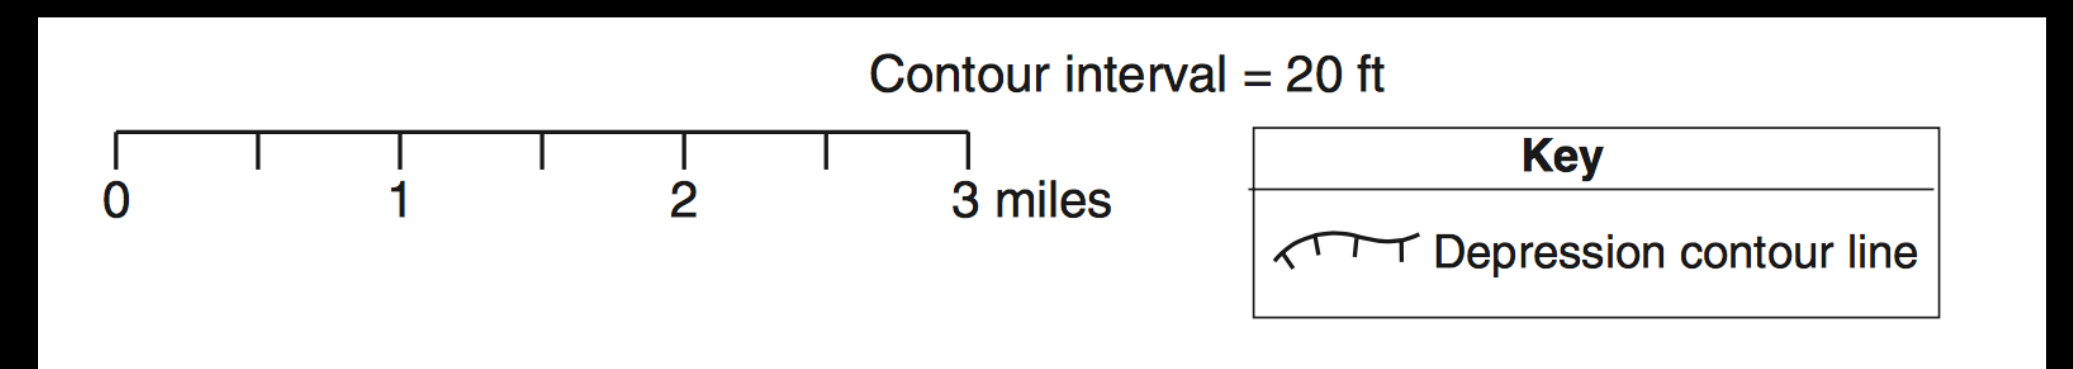 Contour interval = 20 ft
0 1 2 3 miles
Key
Depression contour line